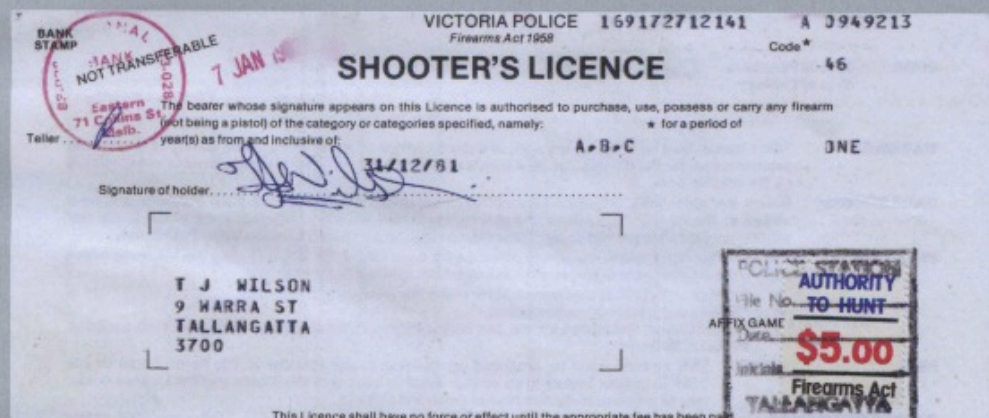 VICTORIA POLICE 169172712141 A 0949213
Firearms Act 1958
BANK STAMP
NOT TRANSFERABLE
7 JAN
Code*
SHOOTER'S LICENCE
46
BANK
Eastern
71 Collins St
Melb.
The bearer whose signature appears on this Licence is authorised to purchase, use, possess or carry any firearm
(not being a pistol) of the category or categories specified, namely: * for a period of
Teller
year(s) as from and inclusive of: A,B,C ONE
31/12/81
Signature of holder
T J WILSON
9 WARRA ST
TALLANGATTA
3700
POLICE STATION
AUTHORITY
File No.
TO HUNT
AFFIX GAME
Date
$5.00
Firearms Act
TALLANGATTA
This Licence shall have no force or effect until the appropriate fee has been paid